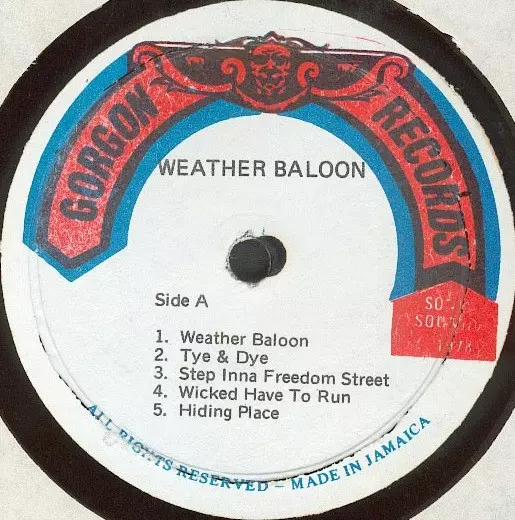 GORGON RECORDS
WEATHER BALOON
Side A
1. Weather Baloon
2. Tye & Dye
3. Step Inna Freedom Street
4. Wicked Have To Run
5. Hiding Place
ALL RIGHTS RESERVED – MADE IN JAMAICA